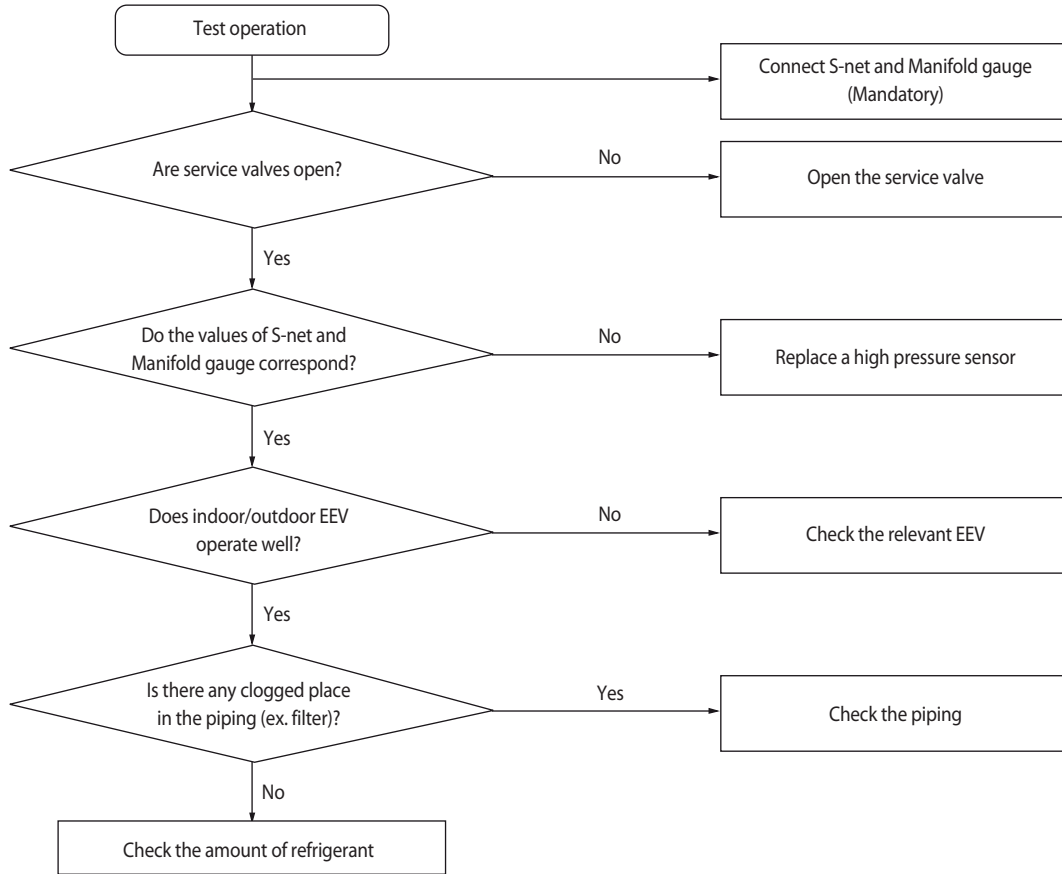 Test operation
Connect S-net and Manifold gauge
(Mandatory)
Are service valves open?
No
Open the service valve
Yes
Do the values of S-net and
Manifold gauge correspond?
No
Replace a high pressure sensor
Yes
Does indoor/outdoor EEV
operate well?
No
Check the relevant EEV
Yes
Is there any clogged place
in the piping (ex. filter)?
Yes
Check the piping
No
Check the amount of refrigerant